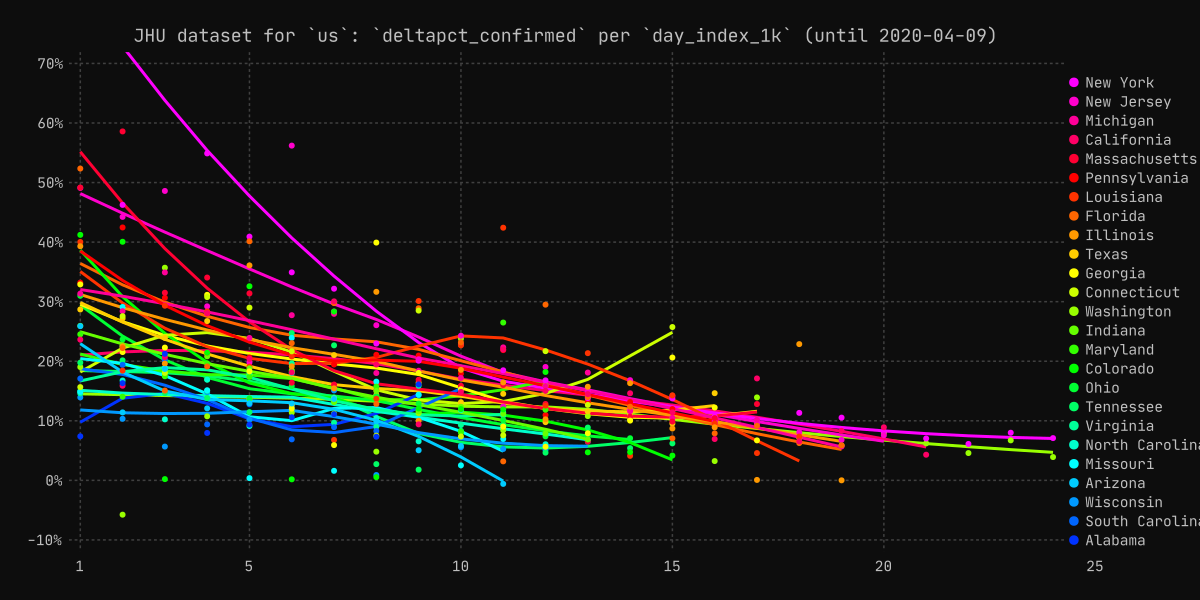 JHU dataset for `us`: `deltapct_confirmed` per `day_index_1k` (until 2020-04-09)
70%
60%
50%
40%
30%
20%
10%
0%
-10%
1
5
10
15
20
25
New York
New Jersey
Michigan
California
Massachusetts
Pennsylvania
Louisiana
Florida
Illinois
Texas
Georgia
Connecticut
Washington
Indiana
Maryland
Colorado
Ohio
Tennessee
Virginia
North Carolina
Missouri
Arizona
Wisconsin
South Carolina
Alabama